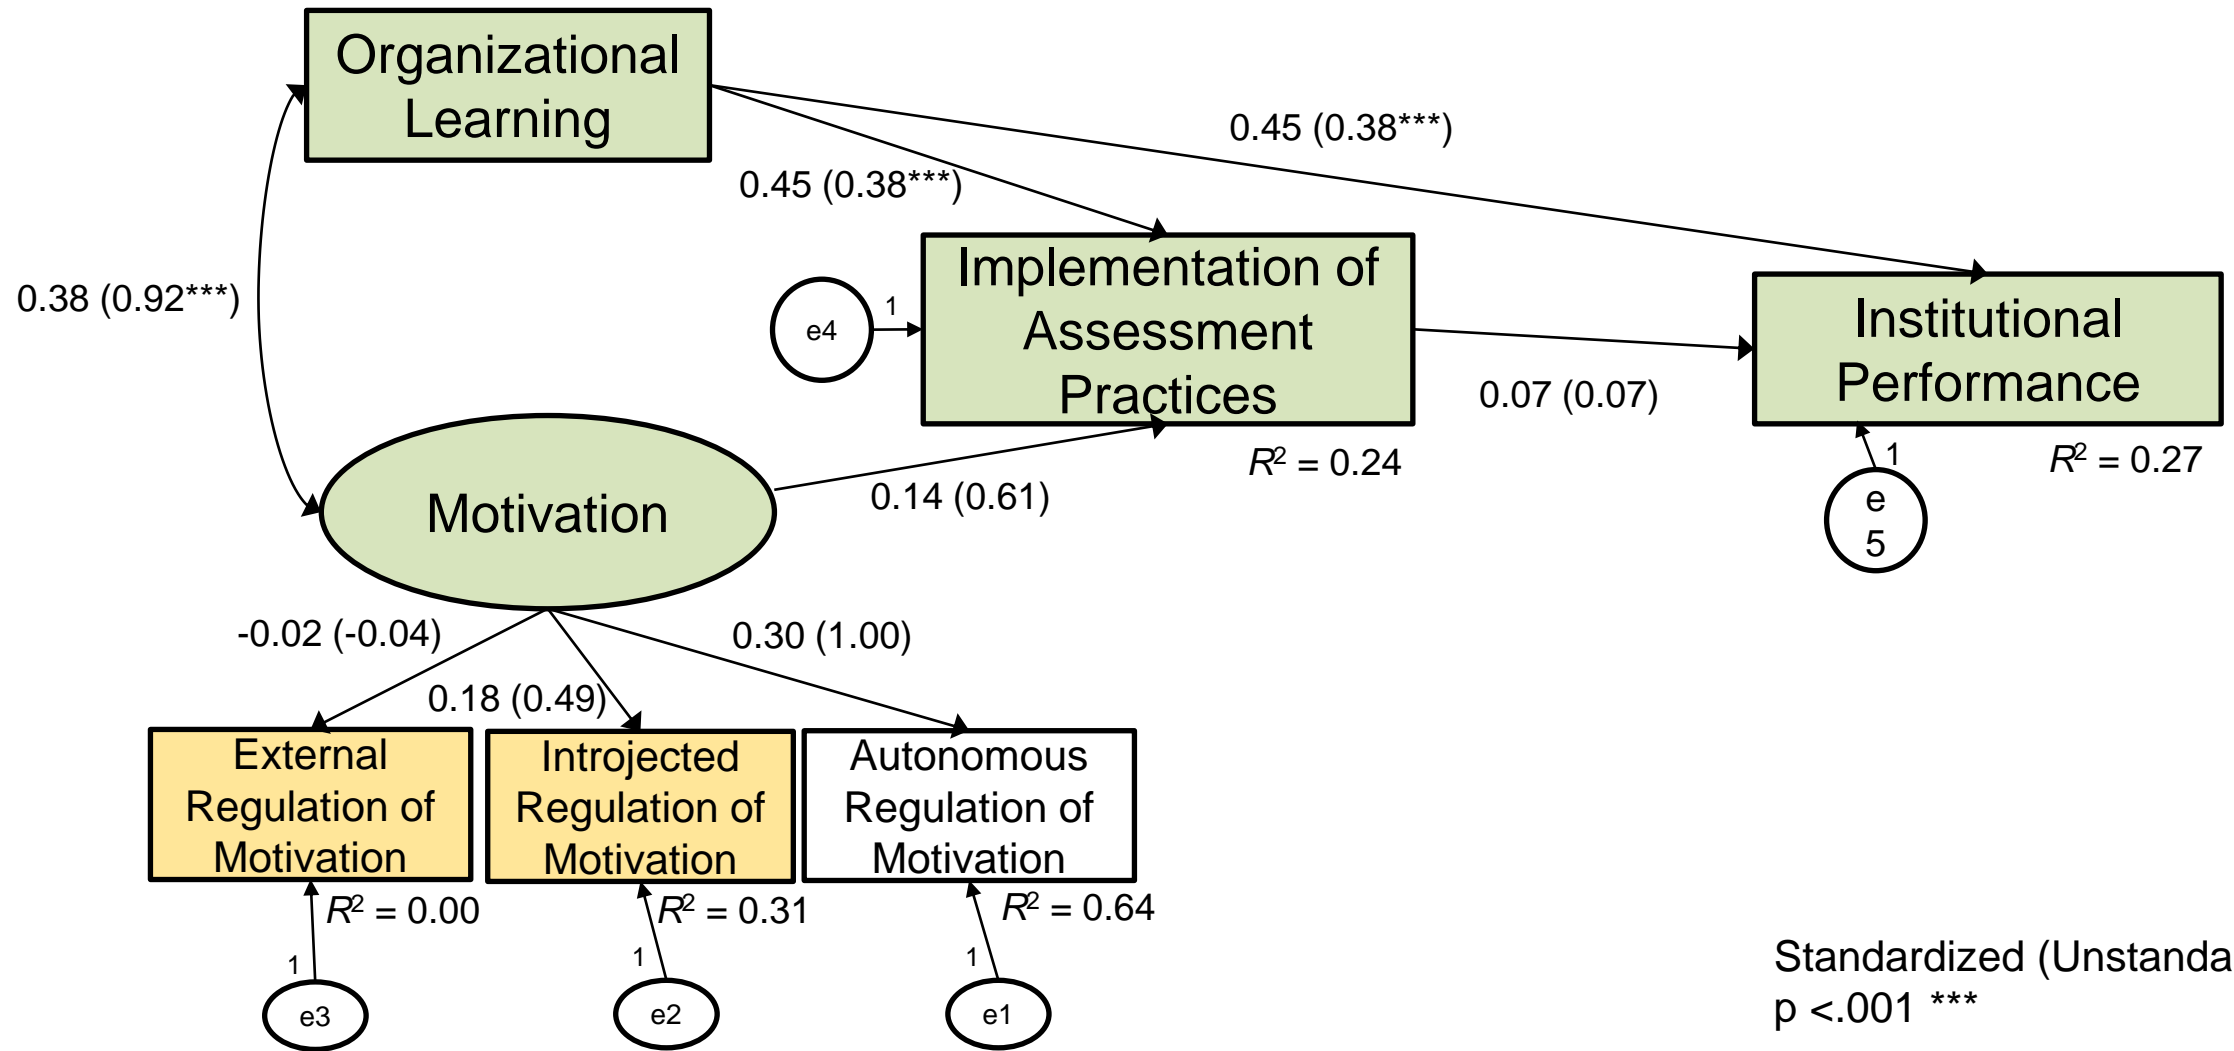 Organizational
Learning
0.45 (0.38***)
0.45 (0.38***)
0.38 (0.92***)
e4
1
Implementation of
Assessment
Practices
R² = 0.24
0.07 (0.07)
Institutional
Performance
R² = 0.27
1
e
5
Motivation
0.14 (0.61)
-0.02 (-0.04)
0.18 (0.49)
0.30 (1.00)
External
Regulation of
Motivation
R² = 0.00
Introjected
Regulation of
Motivation
R² = 0.31
Autonomous
Regulation of
Motivation
R² = 0.64
1
e3
1
e2
1
e1
Standardized (Unstanda
p <.001 ***